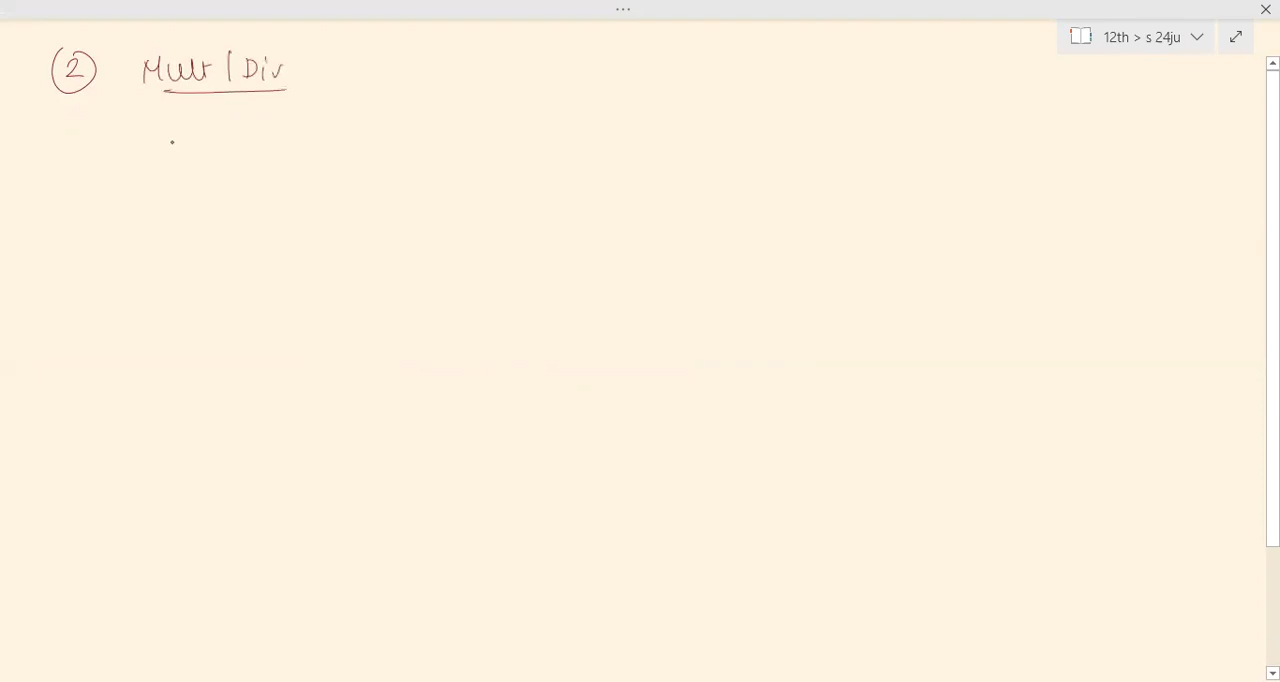 12th > s 24ju
② Mult | Div